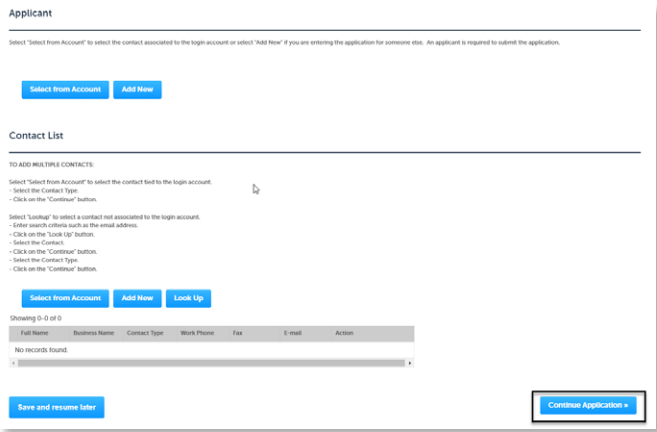 Applicant
Select "Select from Account" to select the contact associated to the login account or select "Add New" if you are entering the application for someone else. An applicant is required to submit the application.
Select from Account Add New
Contact List
TO ADD MULTIPLE CONTACTS:
Select "Select from Account" to select the contact tied to the login account.
- Select the Contact Type.
- Click on the "Continue" button.
Select "Lookup" to select a contact not associated to the login account.
- Enter search criteria such as the email address.
- Click on the "Look Up" button.
- Select the Contact.
- Click on the "Continue" button.
- Select the Contact Type.
- Click on the "Continue" button.
Select from Account Add New Look Up
Showing 0-0 of 0
Full Name Business Name Contact Type Work Phone Fax E-mail Action
No records found.
Save and resume later Continue Application »